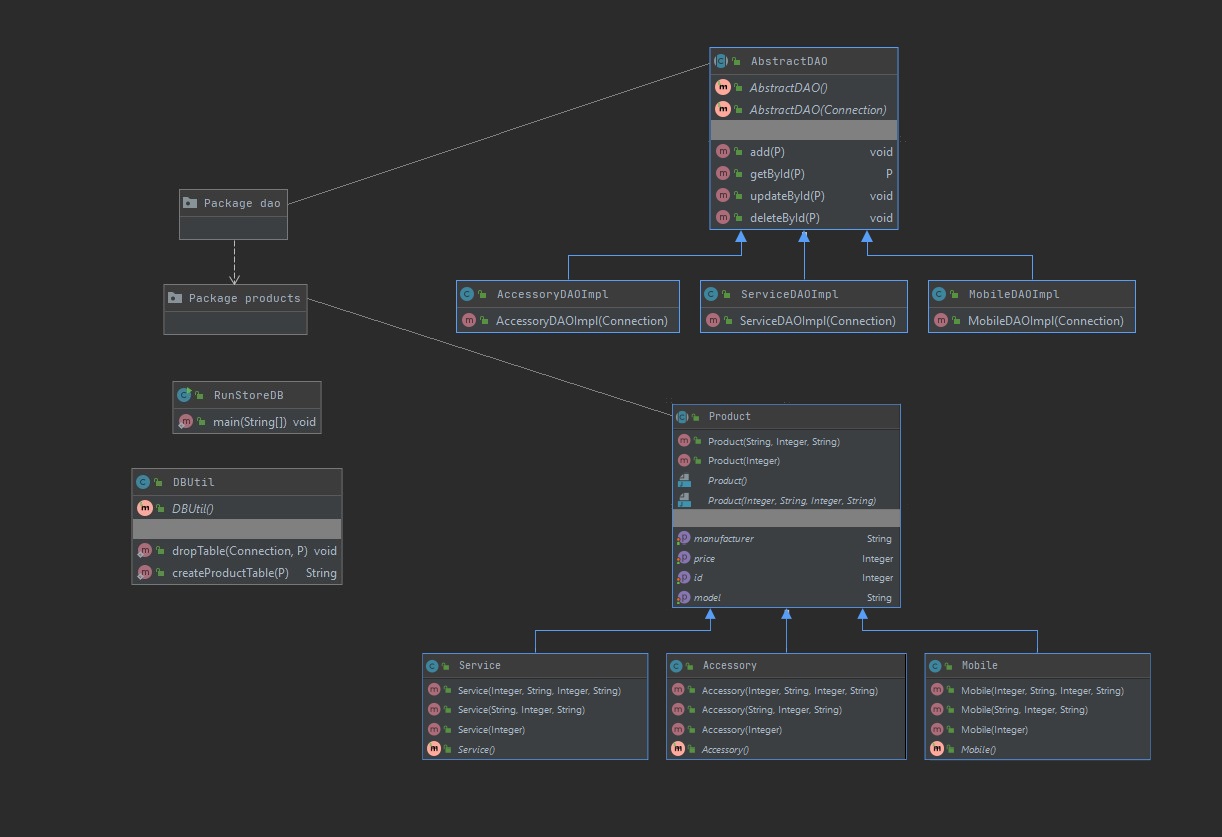 AbstractDAO
AbstractDAO()
AbstractDAO(Connection)
add(P) void
getById(P) P
updateById(P) void
deleteById(P) void
Package dao
Package products
AccessoryDAOImpl
AccessoryDAOImpl(Connection)
ServiceDAOImpl
ServiceDAOImpl(Connection)
MobileDAOImpl
MobileDAOImpl(Connection)
RunStoreDB
main(String[]) void
DBUtil
DBUtil()
dropTable(Connection, P) void
createProductTable(P) String
Product
Product(String, Integer, String)
Product(Integer)
Product()
Product(Integer, String, Integer, String)
manufacturer String
price Integer
id Integer
model String
Service
Service(Integer, String, Integer, String)
Service(String, Integer, String)
Service(Integer)
Service()
Accessory
Accessory(Integer, String, Integer, String)
Accessory(String, Integer, String)
Accessory(Integer)
Accessory()
Mobile
Mobile(Integer, String, Integer, String)
Mobile(String, Integer, String)
Mobile(Integer)
Mobile()